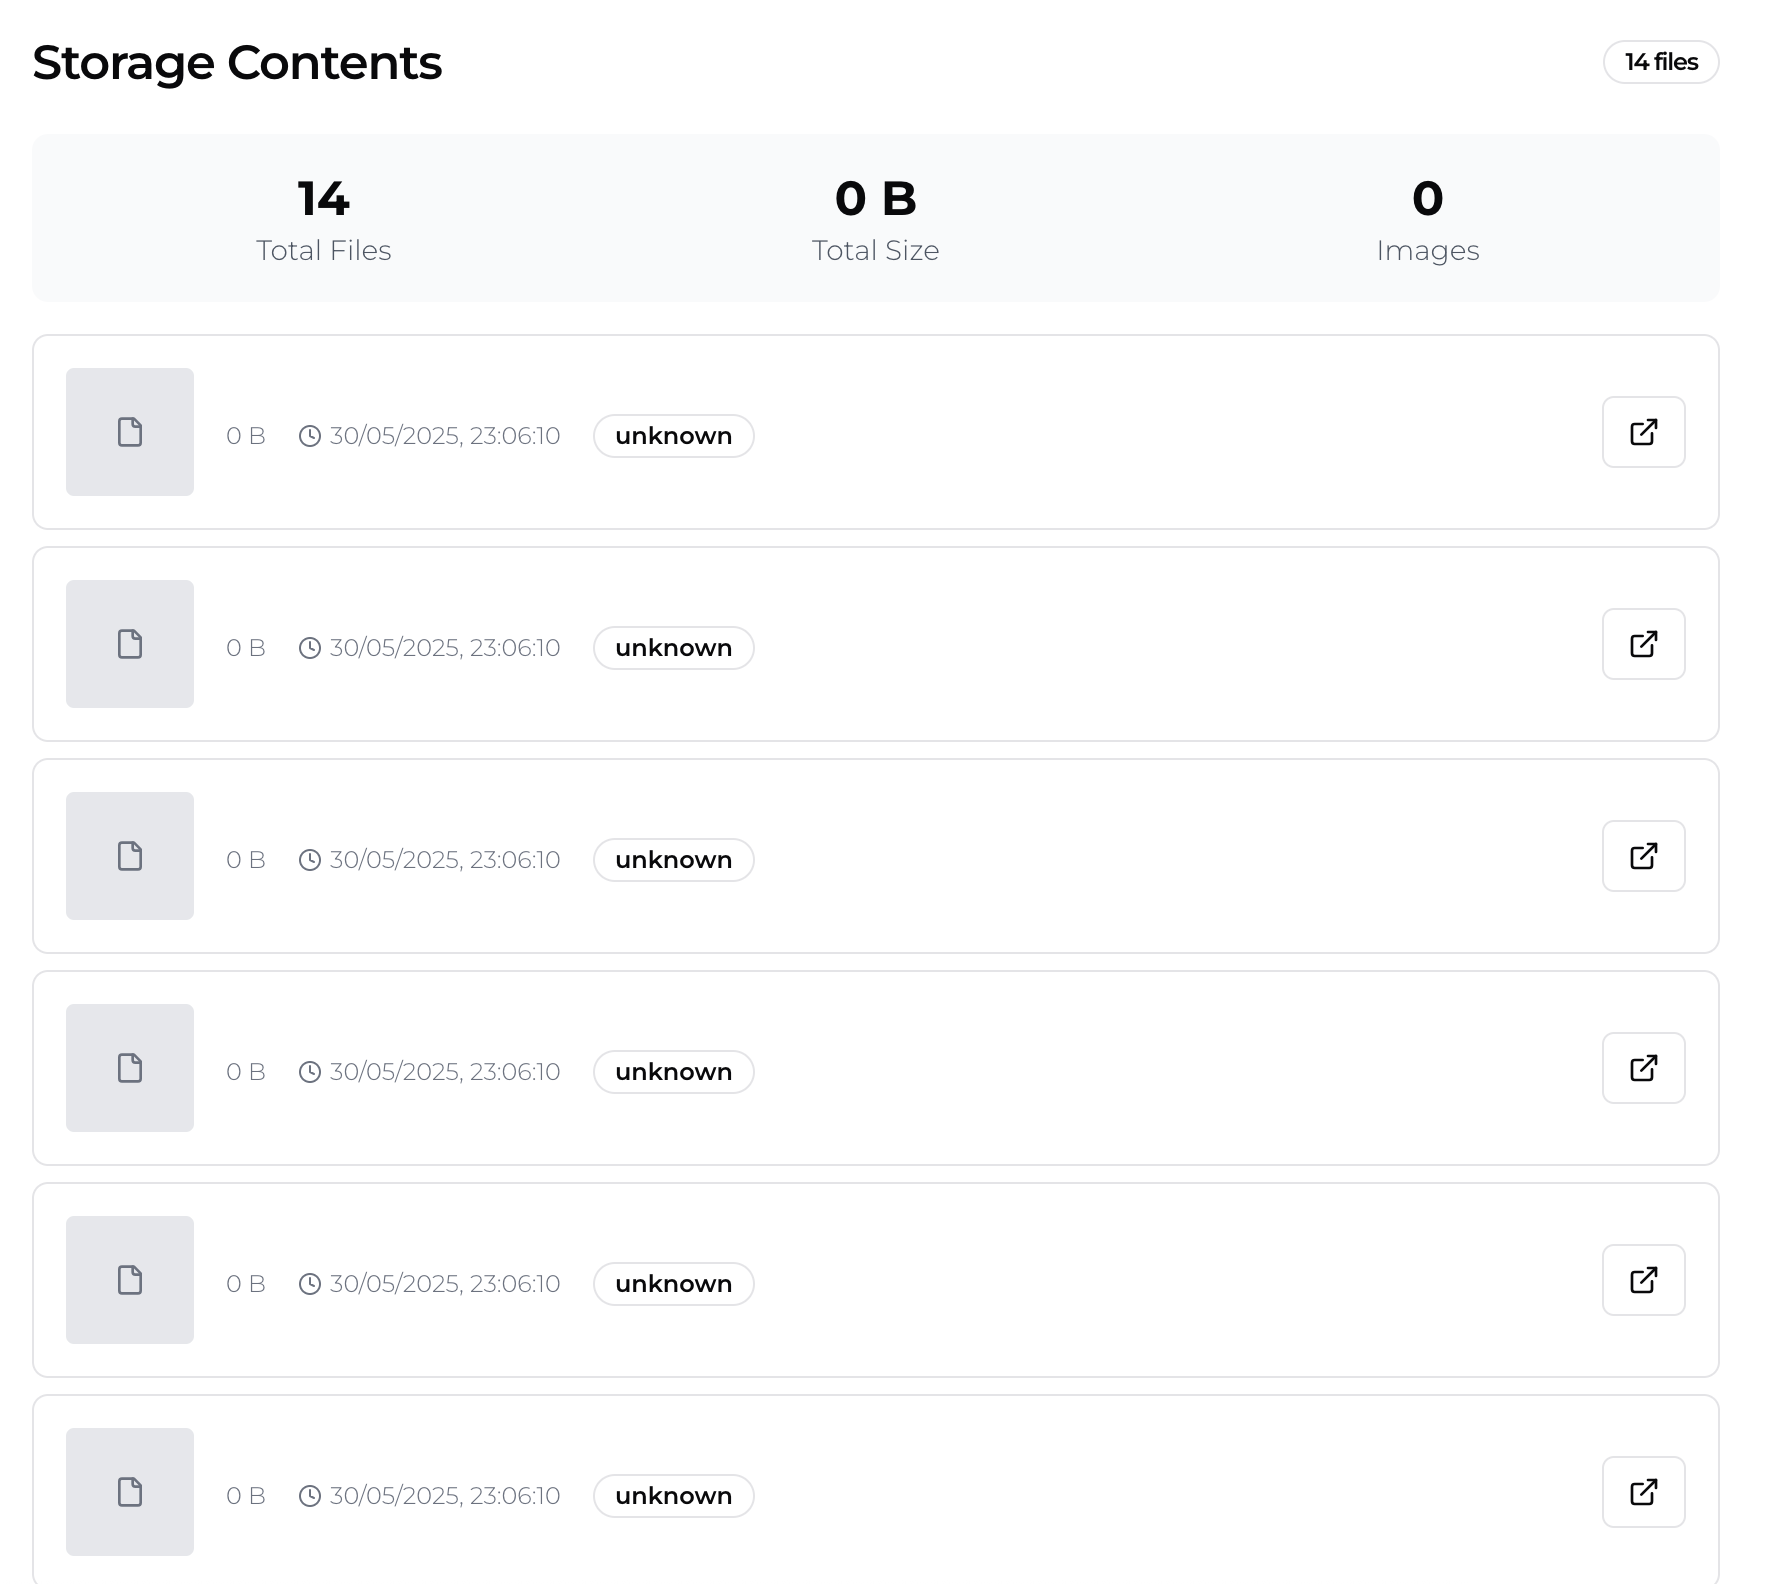 Storage Contents
14 files
14
Total Files
0 B
Total Size
0
Images
0 B 30/05/2025, 23:06:10 unknown
0 B 30/05/2025, 23:06:10 unknown
0 B 30/05/2025, 23:06:10 unknown
0 B 30/05/2025, 23:06:10 unknown
0 B 30/05/2025, 23:06:10 unknown
0 B 30/05/2025, 23:06:10 unknown